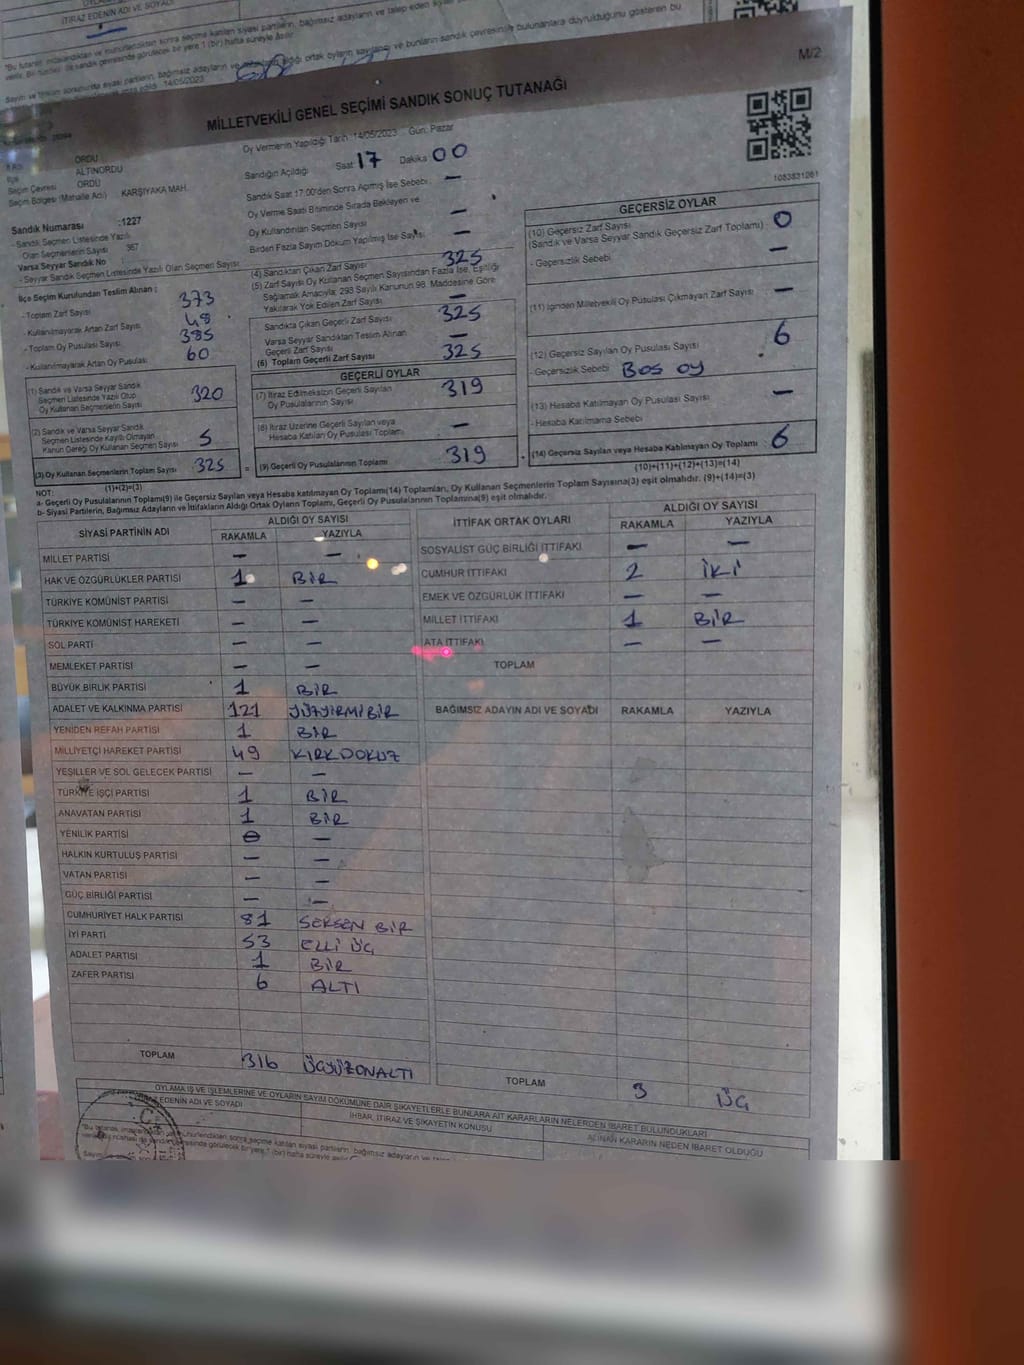 İTİRAZ EDENİN ADI VE SOYADI
M/2
MİLLETVEKİLİ GENEL SEÇİMİ SANDIK SONUÇ TUTANAĞI
ORDU
Oy Vermenin Yapıldığı Tarih :14/05/2023 Gün: Pazar
İlçe ALTINORDU
Sandığın Açıldığı Saat 17 Dakika 00
Seçim Çevresi ORDU
Seçim Bölgesi (Mahalle Adı) KARŞIYAKA MAH.
Sandık Saat 17:00'den Sonra Açılmış İse Sebebi: —
1083831261
Sandık Numarası :1227
Oy Verme Saati Bitiminde Sırada Bekleyen ve
Oy Kullandırılan Seçmen Sayısı —
- Sandık Seçmen Listesinde Yazılı
Olan Seçmenlerin Sayısı 367
Birden Fazla Sayım Döküm Yapılmış İse Sayısı —
Varsa Seyyar Sandık No :
- Seyyar Sandık Seçmen Listesinde Yazılı Olan Seçmen Sayısı:
İlçe Seçim Kurulundan Teslim Alınan :
- Toplam Zarf Sayısı 373
- Kullanılmayarak Artan Zarf Sayısı 48
- Toplam Oy Pusulası Sayısı 385
- Kullanılmayarak Artan Oy Pusulası 60
(1) Sandık ve Varsa Seyyar Sandık
Seçmen Listesinde Yazılı Olup
Oy Kullanan Seçmenlerin Sayısı 320
(2) Sandık ve Varsa Seyyar Sandık
Seçmen Listesinde Kayıtlı Olmayan
Kanun Gereği Oy Kullanan Seçmen Sayısı 5
(3) Oy Kullanan Seçmenlerin Toplam Sayısı 325
(1)+(2)=(3)
(4) Sandıktan Çıkan Zarf Sayısı 325
(5) Zarf Sayısı Oy Kullanan Seçmen Sayısından Fazla İse, Eşitliği
Sağlamak Amacıyla; 298 Sayılı Kanunun 98. Maddesine Göre
Yakılarak Yok Edilen Zarf Sayısı —
Sandıkta Çıkan Geçerli Zarf Sayısı 325
Varsa Seyyar Sandıktan Teslim Alınan
Geçerli Zarf Sayısı —
(6) Toplam Geçerli Zarf Sayısı 325
GEÇERLİ OYLAR
(7) İtiraz Edilmeksizin Geçerli Sayılan
Oy Pusulalarının Sayısı 319
(8) İtiraz Üzerine Geçerli Sayılan veya
Hesaba Katılan Oy Pusulası Toplamı —
= (9) Geçerli Oy Pusulalarının Toplamı 319
GEÇERSİZ OYLAR
(10) Geçersiz Zarf Sayısı 0
(Sandık ve Varsa Seyyar Sandık Geçersiz Zarf Toplamı)
- Geçersizlik Sebebi —
(11) İçinden Milletvekili Oy Pusulası Çıkmayan Zarf Sayısı —
(12) Geçersiz Sayılan Oy Pusulası Sayısı 6
- Geçersizlik Sebebi BOŞ OY
(13) Hesaba Katılmayan Oy Pusulası Sayısı —
- Hesaba Katılmama Sebebi
(14) Geçersiz Sayılan veya Hesaba Katılmayan Oy Toplamı 6
(10)+(11)+(12)+(13)=(14)
NOT:
a- Geçerli Oy Pusulalarının Toplamı(9) ile Geçersiz Sayılan veya Hesaba katılmayan Oy Toplamı(14) Toplamları, Oy Kullanan Seçmenlerin Toplam Sayısına(3) eşit olmalıdır. (9)+(14)=(3)
b- Siyasi Partilerin, Bağımsız Adayların ve İttifakların Aldığı Ortak Oyların Toplamı, Geçerli Oy Pusulalarının Toplamına(9) eşit olmalıdır.
SİYASİ PARTİNİN ADI ALDIĞI OY SAYISI
RAKAMLA YAZIYLA
MİLLET PARTİSİ — —
HAK VE ÖZGÜRLÜKLER PARTİSİ 1 BİR
TÜRKİYE KOMÜNİST PARTİSİ — —
TÜRKİYE KOMÜNİST HAREKETİ — —
SOL PARTİ — —
MEMLEKET PARTİSİ — —
BÜYÜK BİRLİK PARTİSİ 1 BİR
ADALET VE KALKINMA PARTİSİ 121 YÜZYİRMİBİR
YENİDEN REFAH PARTİSİ 1 BİR
MİLLİYETÇİ HAREKET PARTİSİ 49 KIRKDOKUZ
YEŞİLLER VE SOL GELECEK PARTİSİ — —
TÜRKİYE İŞÇİ PARTİSİ 1 BİR
ANAVATAN PARTİSİ 1 BİR
YENİLİK PARTİSİ —
HALKIN KURTULUŞ PARTİSİ — —
VATAN PARTİSİ — —
GÜÇ BİRLİĞİ PARTİSİ — —
CUMHURİYET HALK PARTİSİ 81 SEKSEN BİR
İYİ PARTİ 53 ELLİ ÜÇ
ADALET PARTİSİ 1 BİR
ZAFER PARTİSİ 6 ALTI
TOPLAM 316 ÜÇYÜZONALTI
İTTİFAK ORTAK OYLARI ALDIĞI OY SAYISI
RAKAMLA YAZIYLA
SOSYALİST GÜÇ BİRLİĞİ İTTİFAKI — —
CUMHUR İTTİFAKI 2 İKİ
EMEK VE ÖZGÜRLÜK İTTİFAKI — —
MİLLET İTTİFAKI 1 BİR
ATA İTTİFAKI — —
TOPLAM
BAĞIMSIZ ADAYIN ADI VE SOYADI RAKAMLA YAZIYLA
TOPLAM 3 ÜÇ
OYLAMA İŞ VE İŞLEMLERİNE VE OYLARIN SAYIM DÖKÜMÜNE DAİR ŞİKAYETLERLE BUNLARA AİT KARARLARIN NELERDEN İBARET BULUNDUKLARI
EDENİN ADI VE SOYADI İHBAR, İTİRAZ VE ŞİKAYETİN KONUSU ALINAN KARARIN NEDEN İBARET OLDUĞU